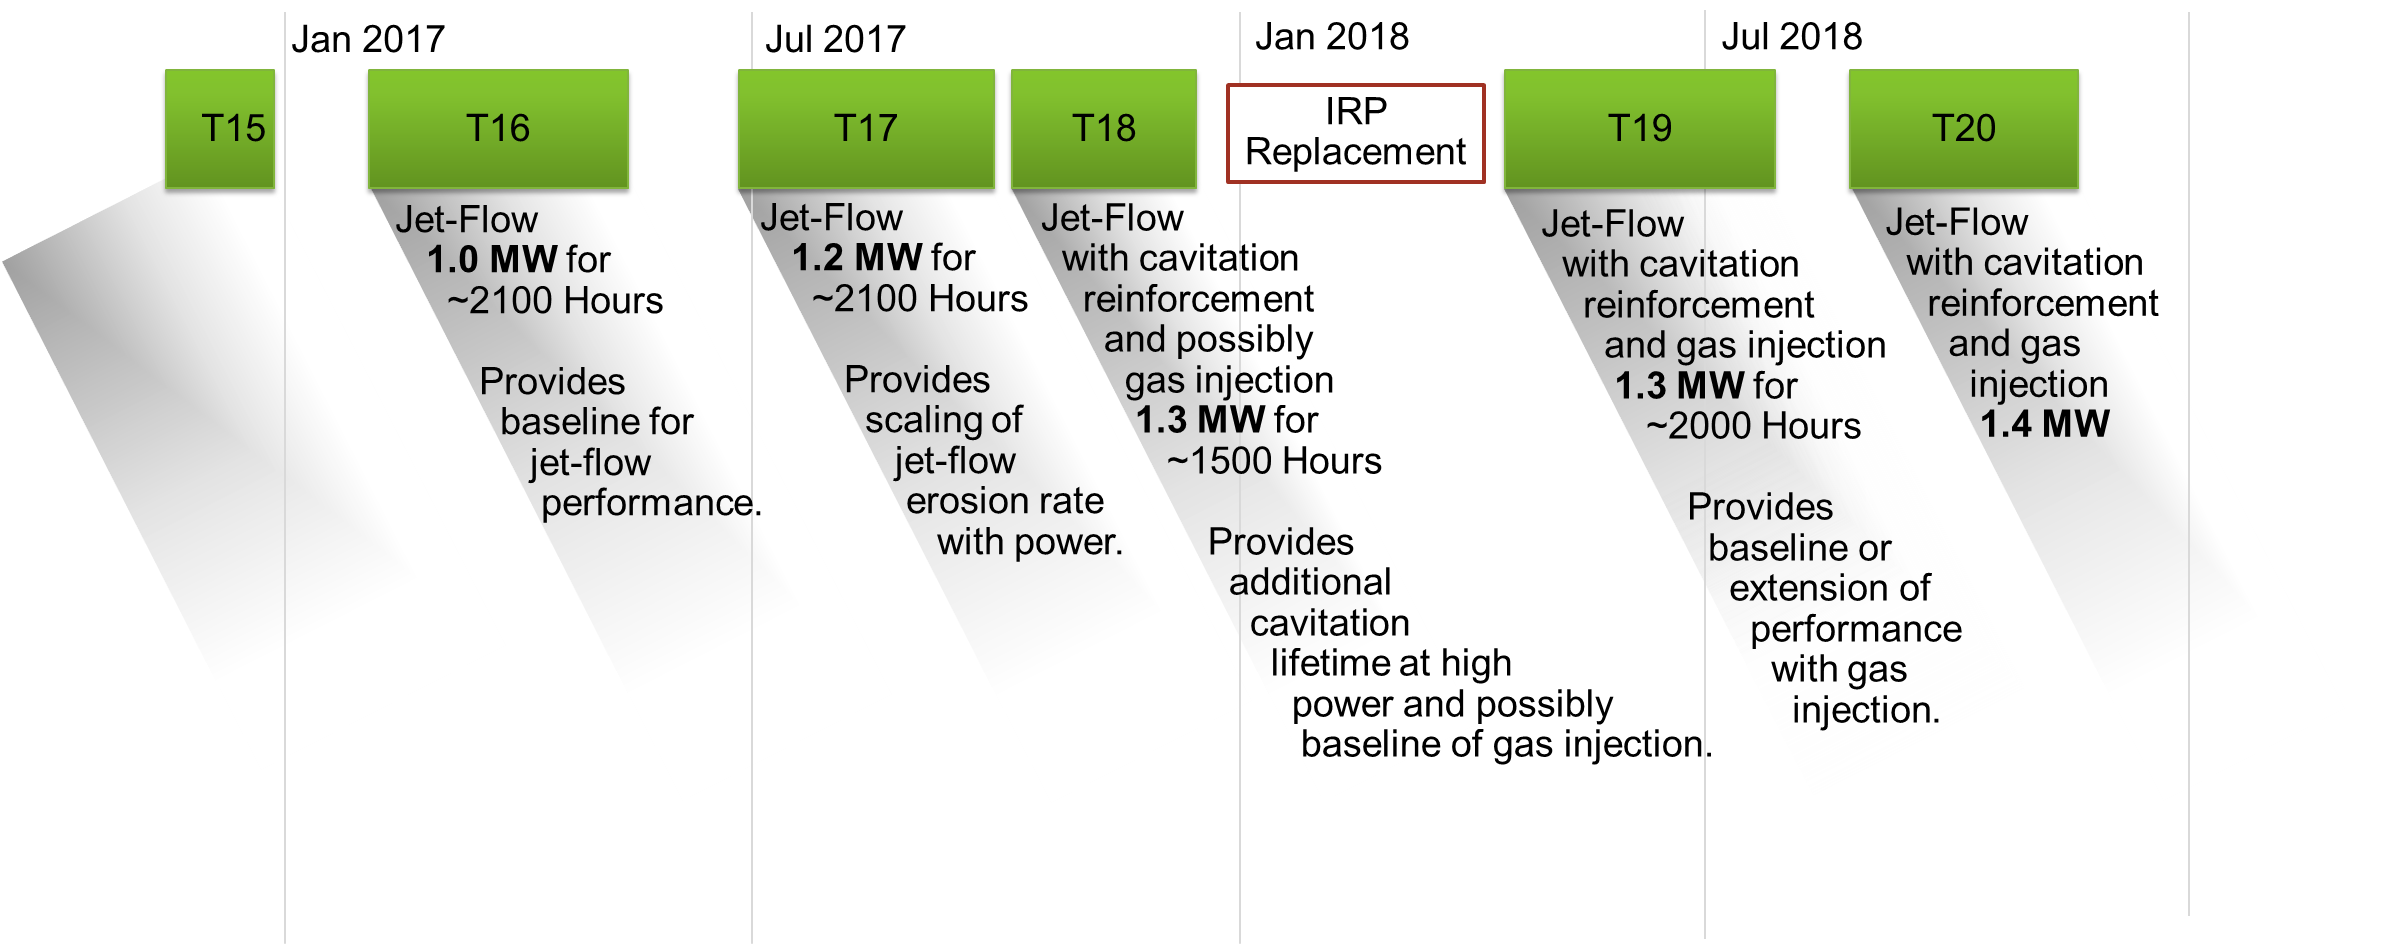 Jan 2017
Jul 2017
Jan 2018
Jul 2018
T15
T16
T17
T18
IRP
Replacement
T19
T20
Jet-Flow
1.0 MW for
~2100 Hours
Provides
baseline for
jet-flow
performance.
Jet-Flow
1.2 MW for
~2100 Hours
Provides
scaling of
jet-flow
erosion rate
with power.
Jet-Flow
with cavitation
reinforcement
and possibly
gas injection
1.3 MW for
~1500 Hours
Provides
additional
cavitation
lifetime at high
power and possibly
baseline of gas injection.
Jet-Flow
with cavitation
reinforcement
and gas injection
1.3 MW for
~2000 Hours
Provides
baseline or
extension of
performance
with gas
injection.
Jet-Flow
with cavitation
reinforcement
and gas
injection
1.4 MW